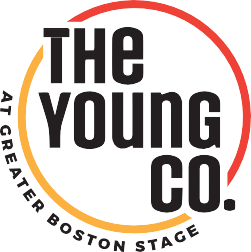 THE
YOUNG
CO.
AT GREATER BOSTON STAGE